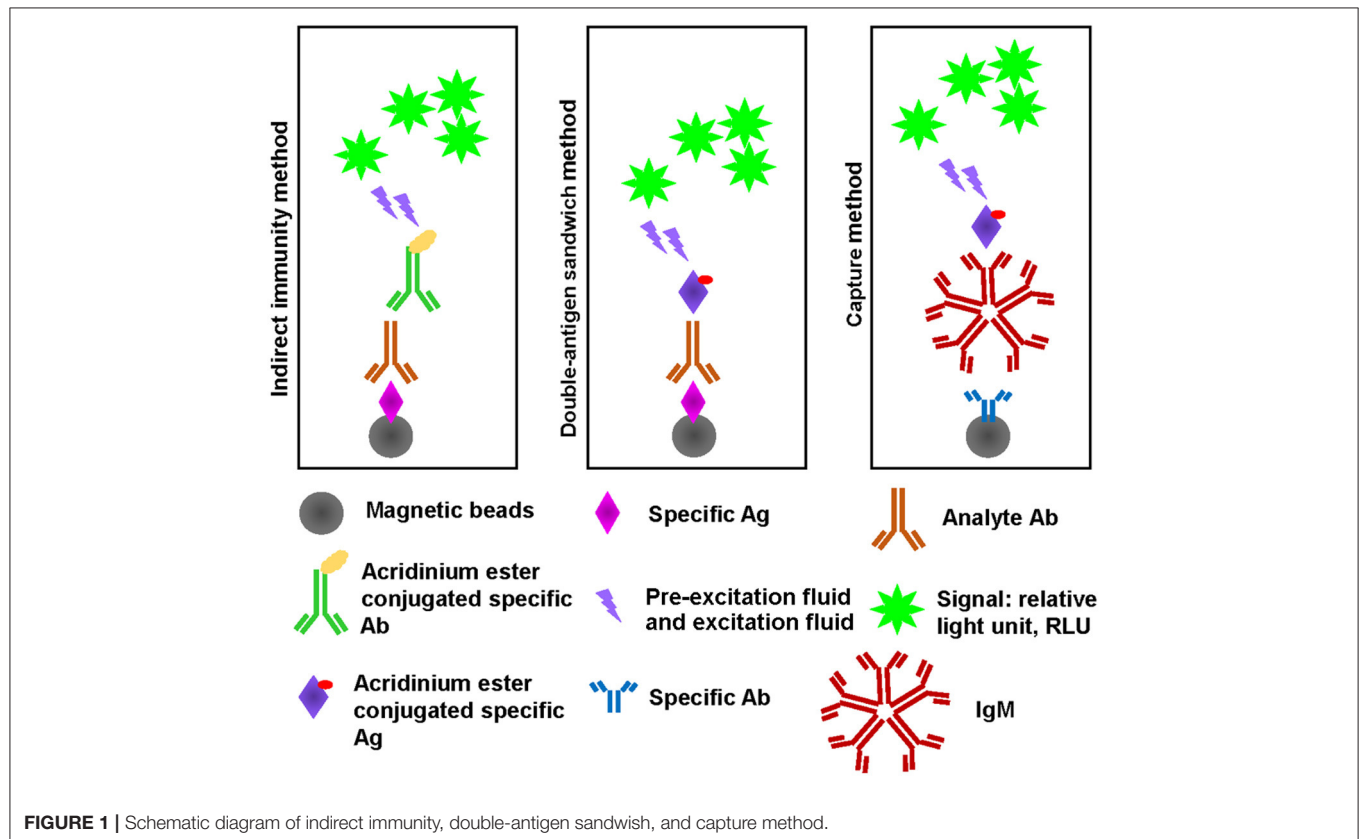 Indirect immunity method
Double-antigen sandwich method
Capture method
Magnetic beads
Specific Ag
Analyte Ab
Acridinium ester
conjugated specific
Ab
Pre-excitation fluid
and excitation fluid
Signal: relative
light unit, RLU
Acridinium ester
conjugated specific
Ag
Specific Ab
IgM
FIGURE 1 | Schematic diagram of indirect immunity, double-antigen sandwish, and capture method.